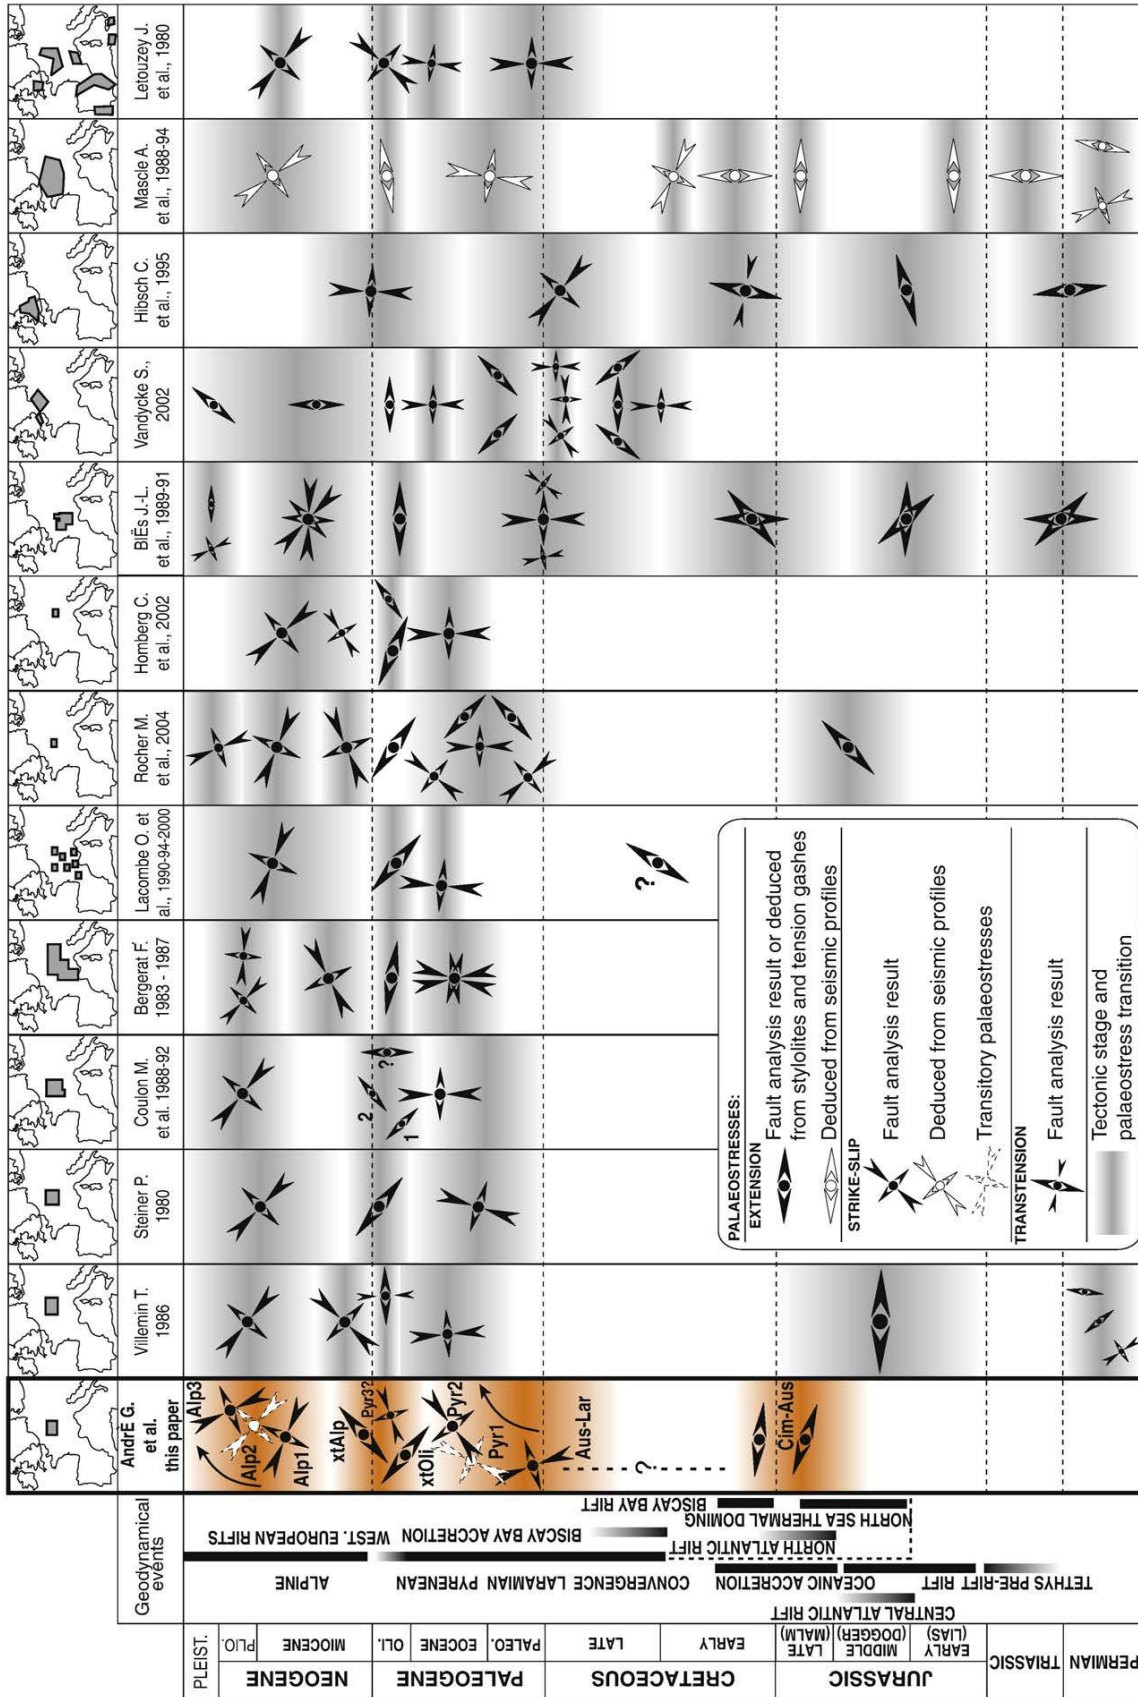 Letouzey J.
et al., 1980
Mascle A.
et al., 1988-94
Hibsch C.
et al., 1995
Vandycke S.,
2002
BlËs J.-L.
et al., 1989-91
Homberg C.
et al., 2002
Rocher M.
et al., 2004
Lacombe O. et
al., 1990-94-2000
Bergerat F.
1983 - 1987
Coulon M.
et al. 1988-92
Steiner P.
1980
Villemin T.
1986
AndrE G.
et al.
this paper
Geodynamical
events
Alp3
Alp2
Alp1
xtAlp
Pyr3?
xtOli
Pyr2
Pyr1
Aus-Lar
?
Cim-Aus
2
?
1
?
PALAEOSTRESSES:
EXTENSION
Fault analysis result or deduced
from stylolites and tension gashes
Deduced from seismic profiles
STRIKE-SLIP
Fault analysis result
Deduced from seismic profiles
Transitory palaeostresses
TRANSTENSION
Fault analysis result
Tectonic stage and
palaeostress transition
WEST. EUROPEAN RIFTS
BISCAY BAY ACCRETION
BISCAY BAY RIFT
NORTH SEA THERMAL DOMING
NORTH ATLANTIC RIFT
ALPINE
PYRENEAN
LARAMIAN
CONVERGENCE
OCEANIC ACCRETION
RIFT
TETHYS PRE-RIFT
CENTRAL ATLANTIC RIFT
PLEIST.
PLIO.
MIOCENE
OLI.
EOCENE
PALEO.
LATE
EARLY
LATE
(MALM)
MIDDLE
(DOGGER)
EARLY
(LIAS)
NEOGENE
PALEOGENE
CRETACEOUS
JURASSIC
TRIASSIC
PERMIAN